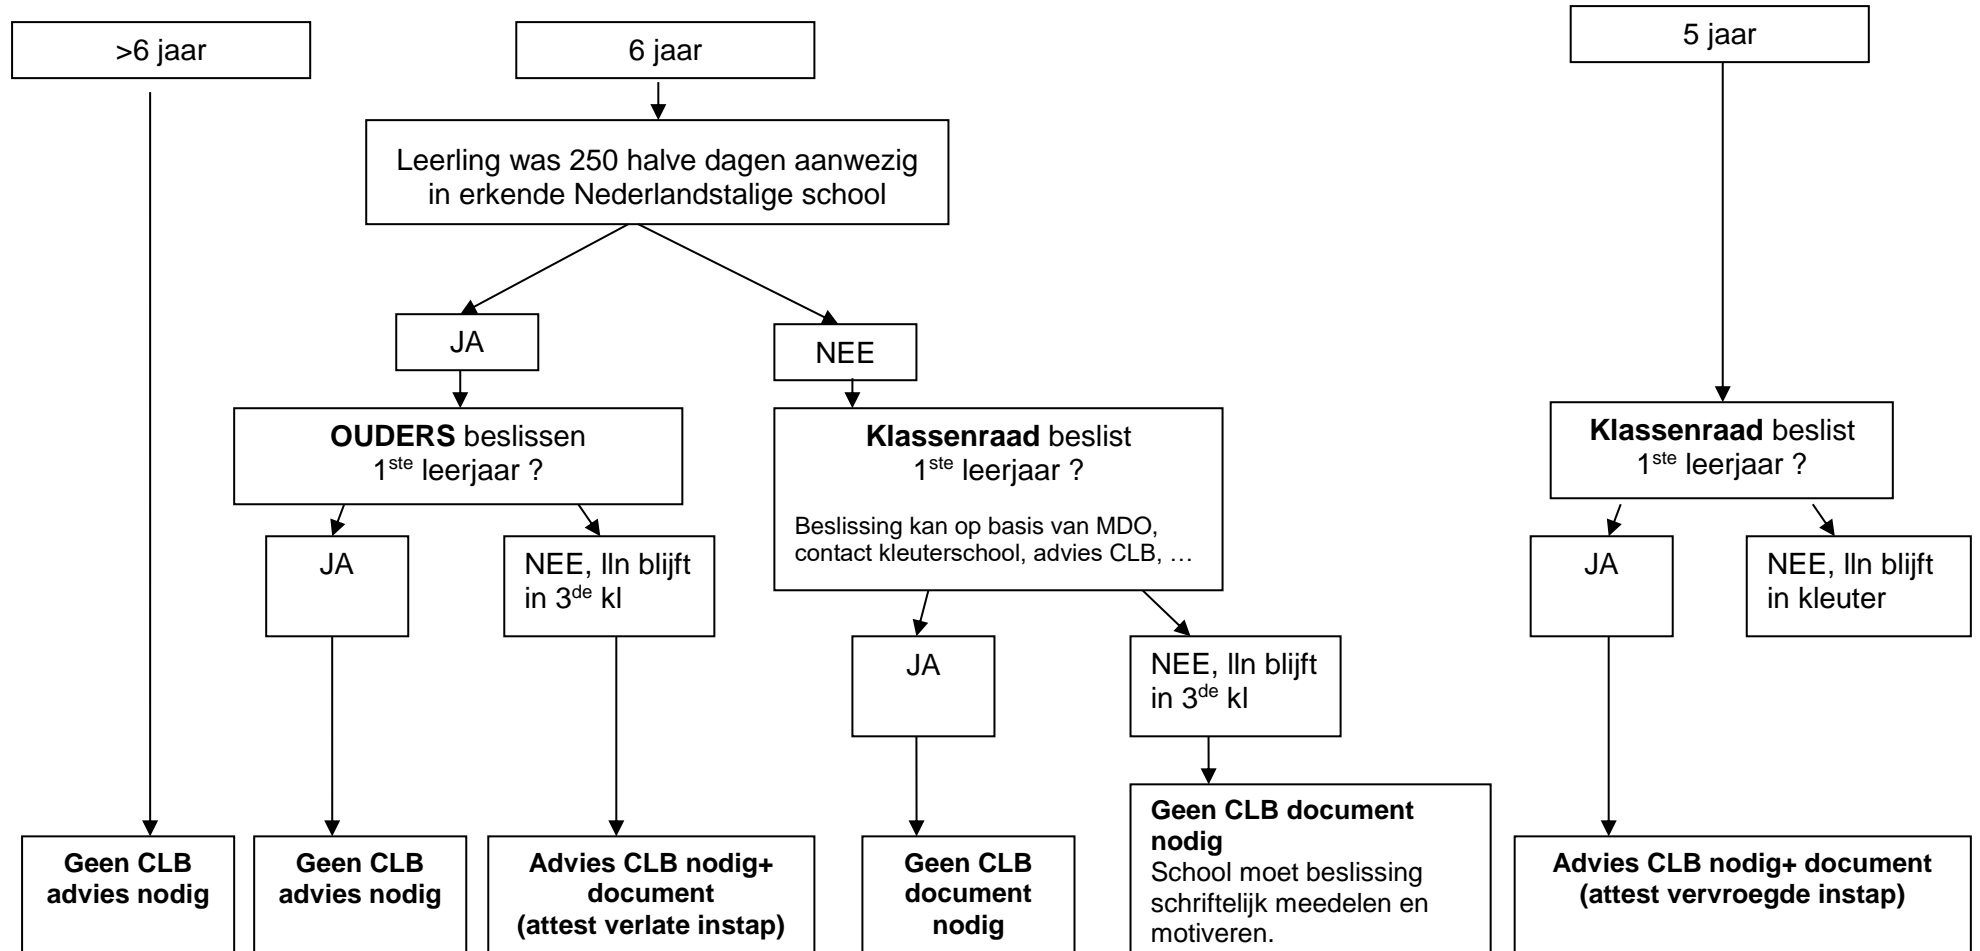 >6 jaar
6 jaar
5 jaar
Leerling was 250 halve dagen aanwezig
in erkende Nederlandstalige school
JA
NEE
OUDERS beslissen
1ste leerjaar ?
Klassenraad beslist
1ste leerjaar ?
Beslissing kan op basis van MDO,
contact kleuterschool, advies CLB, …
Klassenraad beslist
1ste leerjaar ?
JA
NEE, lln blijft
in 3de kl
JA
NEE, lln blijft
in 3de kl
JA
NEE, lln blijft
in kleuter
Geen CLB
advies nodig
Geen CLB
advies nodig
Advies CLB nodig+
document
(attest verlate instap)
Geen CLB
document
nodig
Geen CLB document
nodig
School moet beslissing
schriftelijk meedelen en
motiveren.
Advies CLB nodig+ document
(attest vervroegde instap)